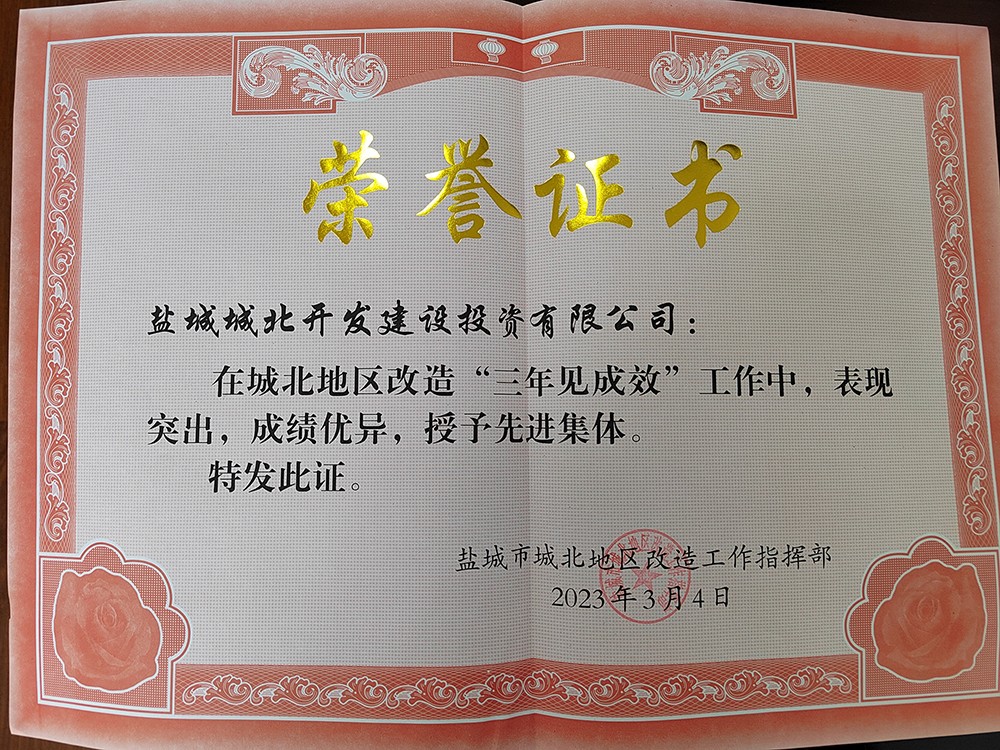 荣誉证书
盐城城北开发建设投资有限公司：
在城北地区改造“三年见成效”工作中，表现
突出，成绩优异，授予先进集体。
特发此证。
盐城市城北地区改造工作指挥部
2023年3月4日